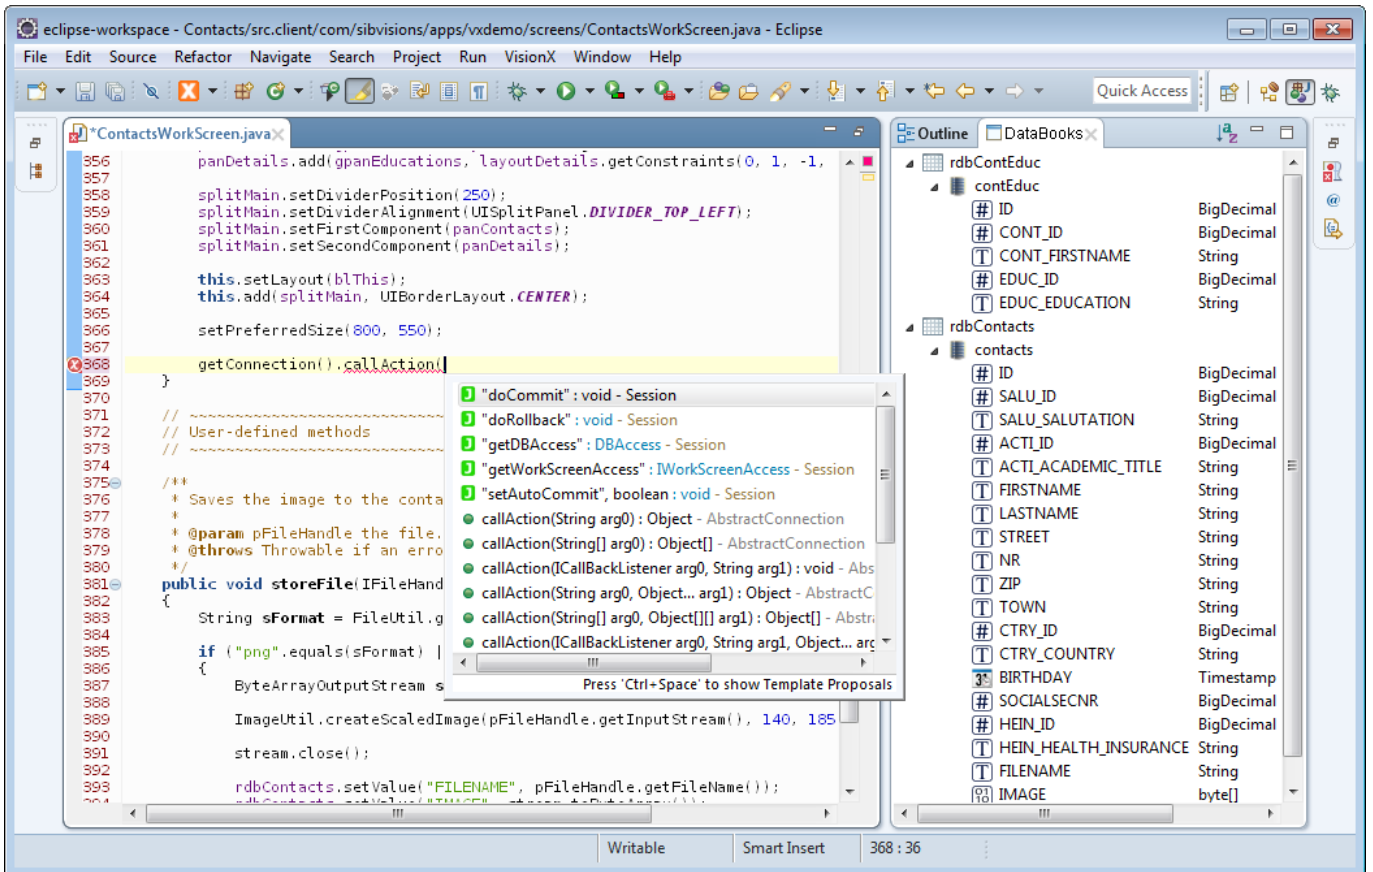 eclipse-workspace - Contacts/src.client/com/sibvisions/apps/vxdemo/screens/ContactsWorkScreen.java - Eclipse
File Edit Source Refactor Navigate Search Project Run VisionX Window Help
Quick Access
*ContactsWorkScreen.java
356 panDetails.add(gpanEducations, layoutDetails.getConstraints(0, 1, -1,
357
358 splitMain.setDividerPosition(250);
359 splitMain.setDividerAlignment(UISplitPanel.DIVIDER_TOP_LEFT);
360 splitMain.setFirstComponent(panContacts);
361 splitMain.setSecondComponent(panDetails);
362
363 this.setLayout(blThis);
364 this.add(splitMain, UIBorderLayout.CENTER);
365
366 setPreferredSize(800, 550);
367
368 getConnection().callAction(
369 }
370
371 // ~~~~~~~~~~~~~~~~~~~~~~~~~~~~
372 // User-defined methods
373 // ~~~~~~~~~~~~~~~~~~~~~~~~~~~~
374
375 /**
376 * Saves the image to the conta
377 *
378 * @param pFileHandle the file.
379 * @throws Throwable if an erro
380 */
381 public void storeFile(IFileHand
382 {
383 String sFormat = FileUtil.g
384
385 if ("png".equals(sFormat) |
386 {
387 ByteArrayOutputStream s
388
389 ImageUtil.createScaledImage(pFileHandle.getInputStream(), 140, 185
390
391 stream.close();
392
393 rdbContacts.setValue("FILENAME", pFileHandle.getFileName());
"doCommit" : void - Session
"doRollback" : void - Session
"getDBAccess" : DBAccess - Session
"getWorkScreenAccess" : IWorkScreenAccess - Session
"setAutoCommit", boolean : void - Session
callAction(String arg0) : Object - AbstractConnection
callAction(String[] arg0) : Object[] - AbstractConnection
callAction(ICallBackListener arg0, String arg1) : void - Abs
callAction(String arg0, Object... arg1) : Object - AbstractC
callAction(String[] arg0, Object[][] arg1) : Object[] - Abstra
callAction(ICallBackListener arg0, String arg1, Object... arg
Press 'Ctrl+Space' to show Template Proposals
Outline DataBooks
rdbContEduc
contEduc
# ID BigDecimal
# CONT_ID BigDecimal
T CONT_FIRSTNAME String
# EDUC_ID BigDecimal
T EDUC_EDUCATION String
rdbContacts
contacts
# ID BigDecimal
# SALU_ID BigDecimal
T SALU_SALUTATION String
# ACTI_ID BigDecimal
T ACTI_ACADEMIC_TITLE String
T FIRSTNAME String
T LASTNAME String
T STREET String
T NR String
T ZIP String
T TOWN String
# CTRY_ID BigDecimal
T CTRY_COUNTRY String
BIRTHDAY Timestamp
# SOCIALSECNR BigDecimal
# HEIN_ID BigDecimal
T HEIN_HEALTH_INSURANCE String
T FILENAME String
IMAGE byte[]
Writable Smart Insert 368 : 36